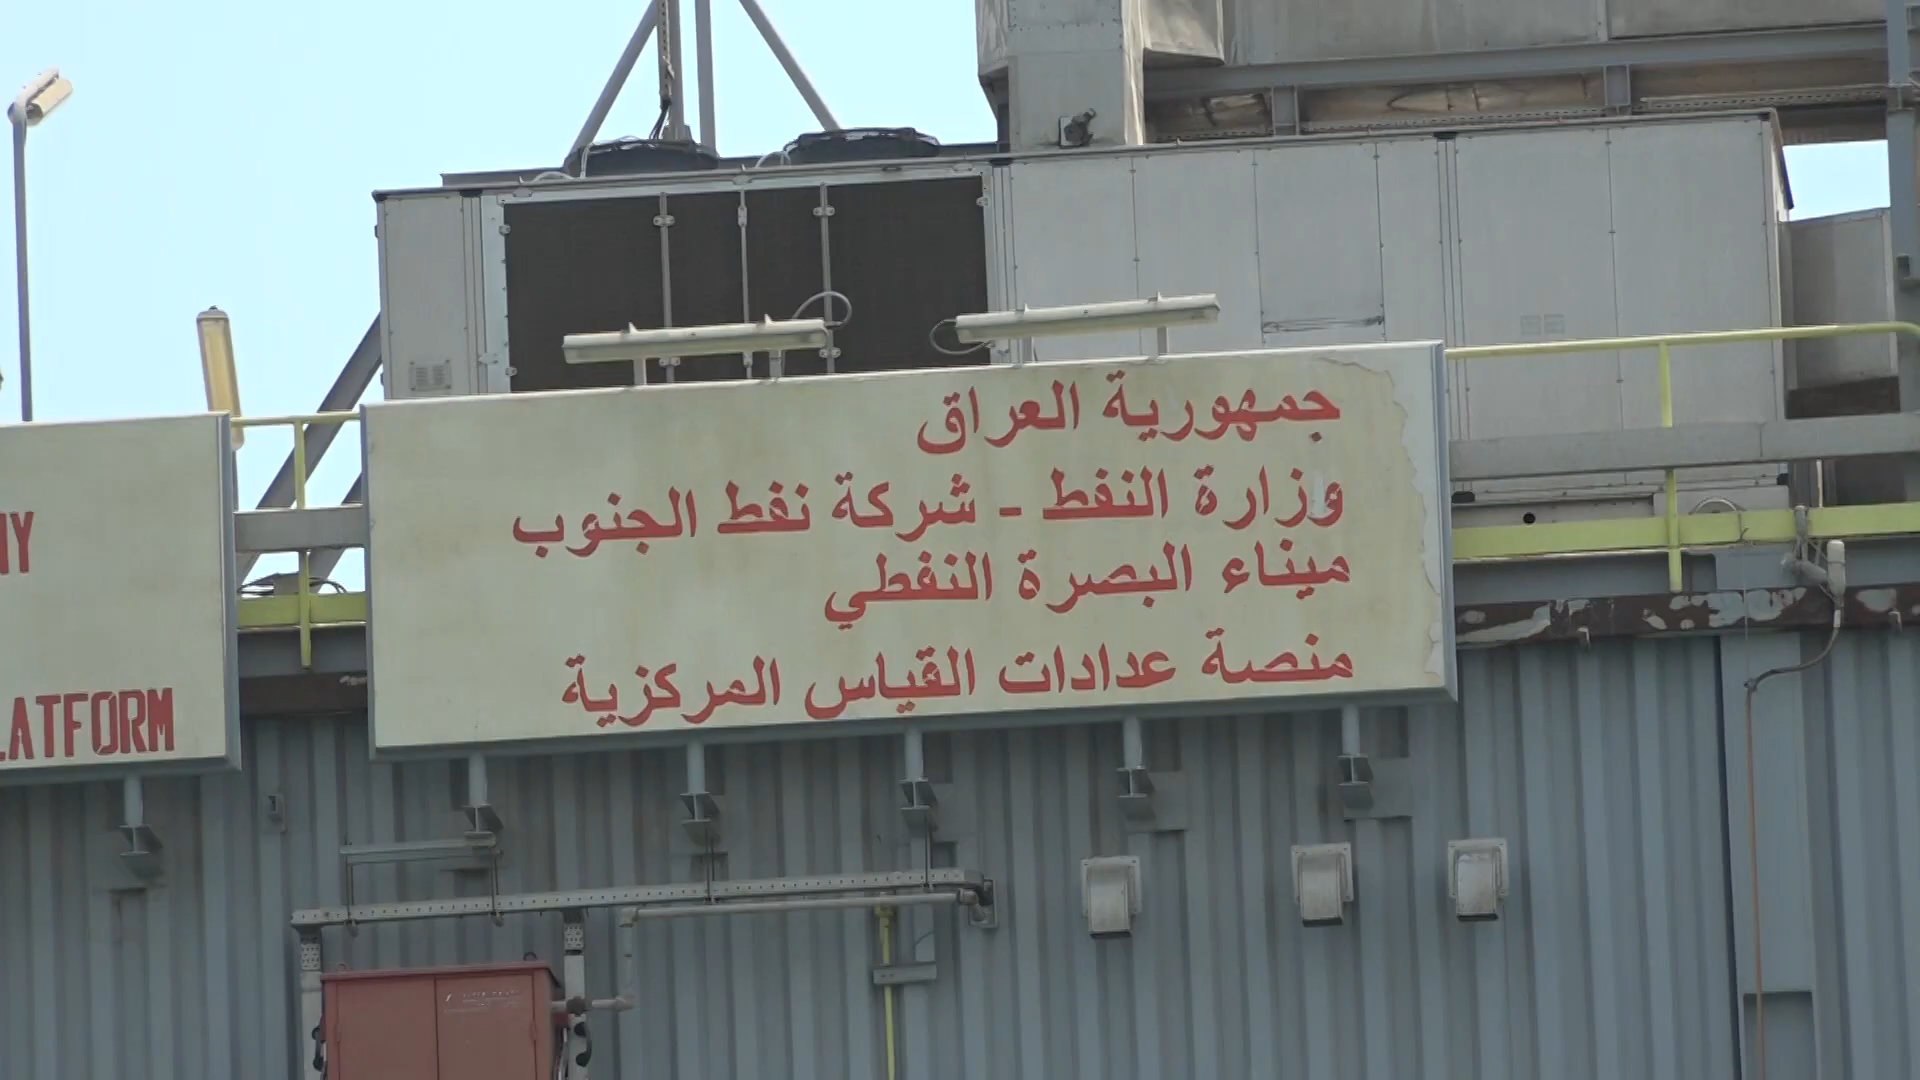 جمهورية العراق
وزارة النفط - شركة نفط الجنوب
ميناء البصرة النفطي
منصة عدادات القياس المركزية
NY
LATFORM